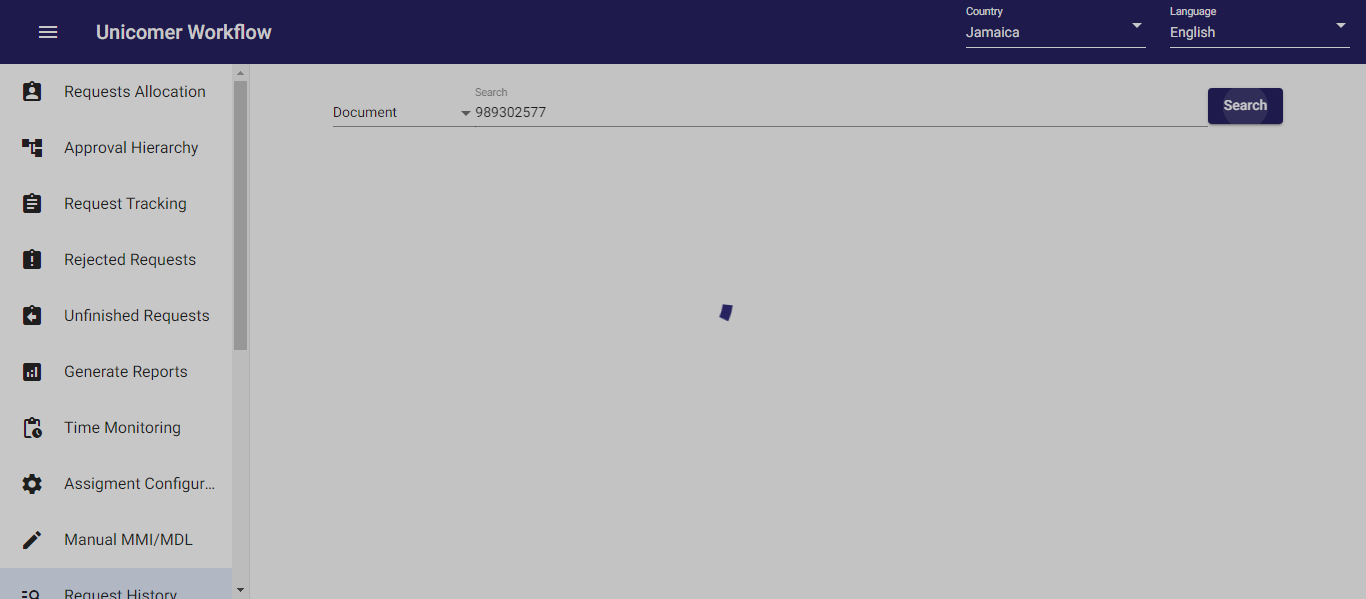 Unicomer Workflow
Country
Jamaica
Language
English
Requests Allocation
Approval Hierarchy
Request Tracking
Rejected Requests
Unfinished Requests
Generate Reports
Time Monitoring
Assigment Configur...
Manual MMI/MDL
Request History
Document
Search
989302577
Search